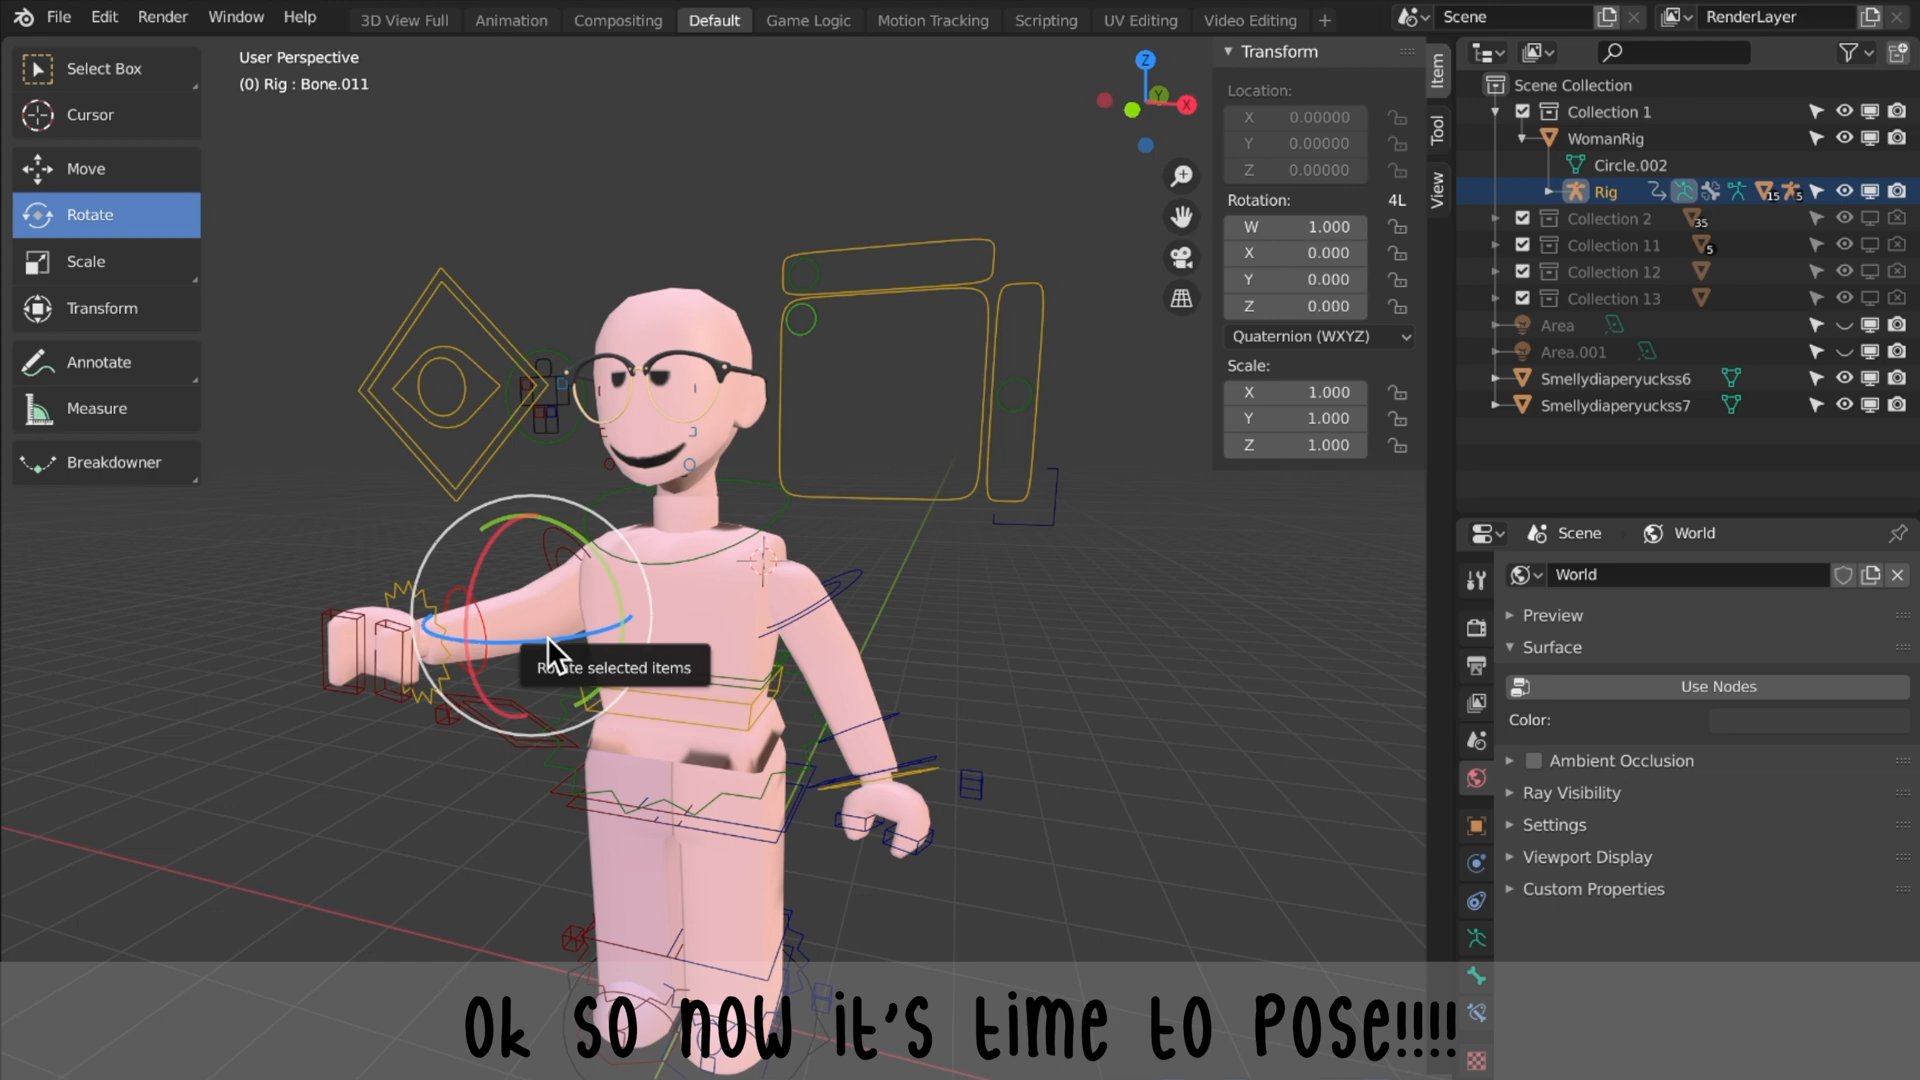 File Edit Render Window Help 3D View Full Animation Compositing Default Game Logic Motion Tracking Scripting UV Editing Video Editing + Scene RenderLayer
Select Box
Cursor
Move
Rotate
Scale
Transform
Annotate
Measure
Breakdowner
User Perspective
(0) Rig : Bone.011
Z
Y
X
Rotate selected items
Transform
Location:
X 0.00000
Y 0.00000
Z 0.00000
Rotation: 4L
W 1.000
X 0.000
Y 0.000
Z 0.000
Quaternion (WXYZ)
Scale:
X 1.000
Y 1.000
Z 1.000
Item
Tool
View
Scene Collection
Collection 1
WomanRig
Circle.002
Rig 15 5
Collection 2 35
Collection 11 5
Collection 12
Collection 13
Area
Area.001
Smellydiaperyuckss6
Smellydiaperyuckss7
Scene World
World
Preview
Surface
Use Nodes
Color:
Ambient Occlusion
Ray Visibility
Settings
Viewport Display
Custom Properties
Ok so now it's time to pose!!!!